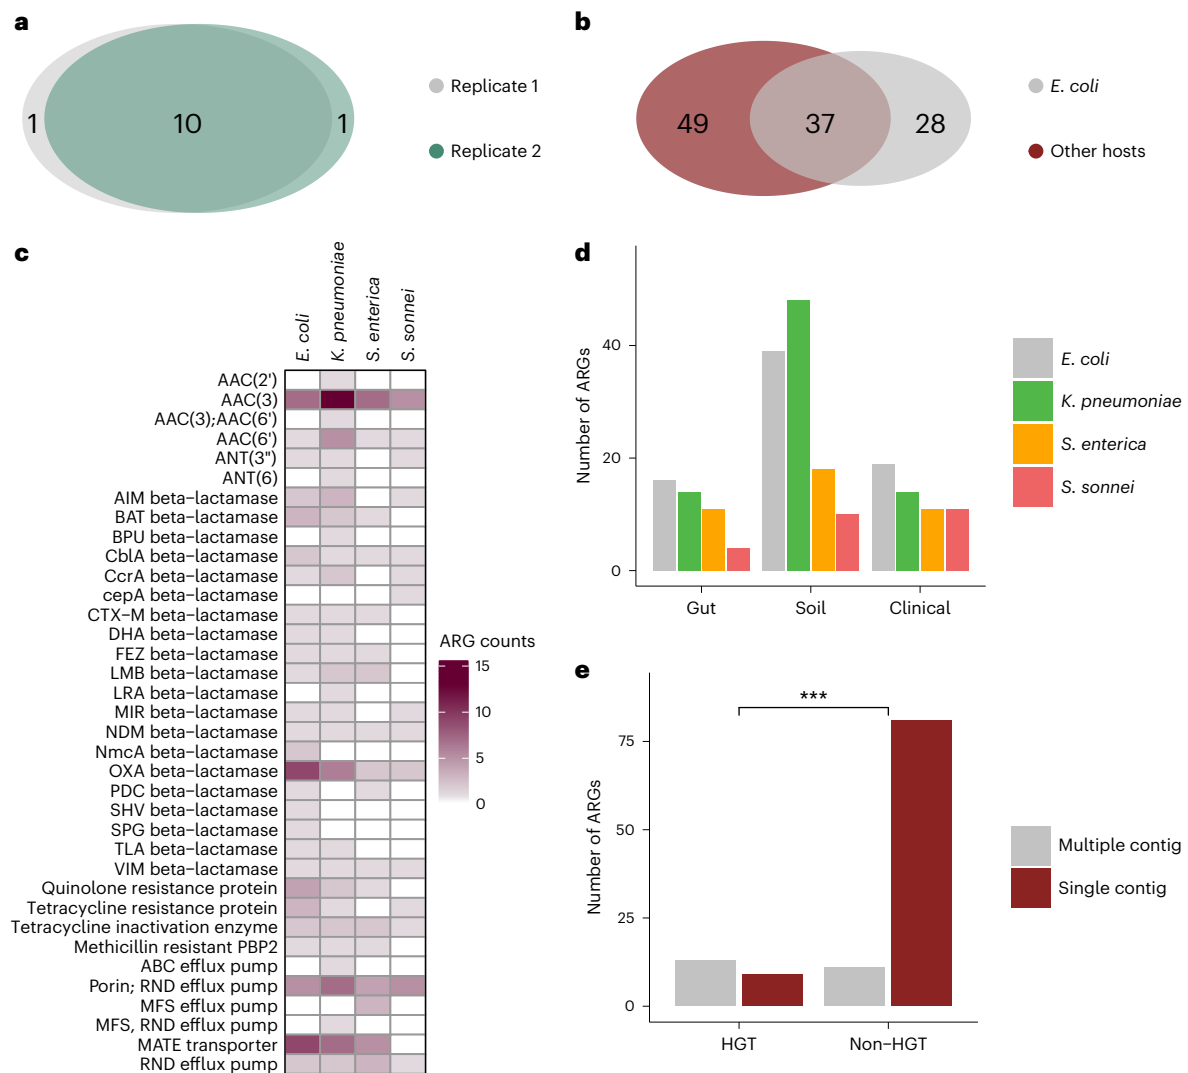 a
1
10
1
Replicate 1
Replicate 2
b
49
37
28
E. coli
Other hosts
c
E. coli
K. pneumoniae
S. enterica
S. sonnei
AAC(2')
AAC(3)
AAC(3);AAC(6')
AAC(6')
ANT(3")
ANT(6)
AIM beta−lactamase
BAT beta−lactamase
BPU beta−lactamase
CblA beta−lactamase
CcrA beta−lactamase
cepA beta−lactamase
CTX−M beta−lactamase
DHA beta−lactamase
FEZ beta−lactamase
LMB beta−lactamase
LRA beta−lactamase
MIR beta−lactamase
NDM beta−lactamase
NmcA beta−lactamase
OXA beta−lactamase
PDC beta−lactamase
SHV beta−lactamase
SPG beta−lactamase
TLA beta−lactamase
VIM beta−lactamase
Quinolone resistance protein
Tetracycline resistance protein
Tetracycline inactivation enzyme
Methicillin resistant PBP2
ABC efflux pump
Porin; RND efflux pump
MFS efflux pump
MFS, RND efflux pump
MATE transporter
RND efflux pump
ARG counts
15
10
5
0
d
Number of ARGs
40
20
0
Gut
Soil
Clinical
E. coli
K. pneumoniae
S. enterica
S. sonnei
e
Number of ARGs
75
50
25
0
***
HGT
Non−HGT
Multiple contig
Single contig